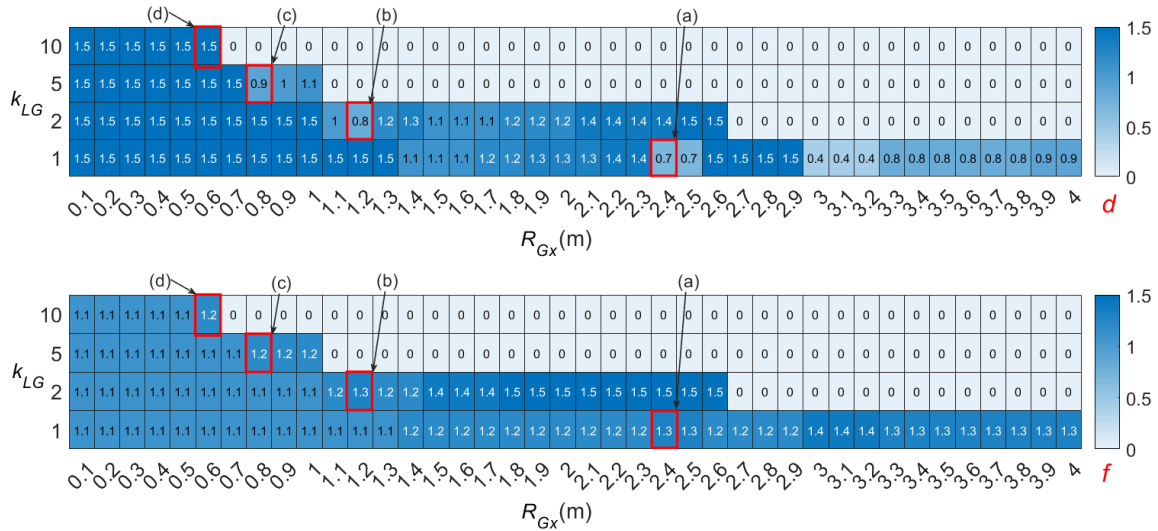 (d) (c) (b) (a)
10 1.5 1.5 1.5 1.5 1.5 1.5 0 0 0 0 0 0 0 0 0 0 0 0 0 0 0 0 0 0 0 0 0 0 0 0 0 0 0 0 0 0 0 0 0 0 1.5
5 1.5 1.5 1.5 1.5 1.5 1.5 1.5 0.9 1 1.1 0 0 0 0 0 0 0 0 0 0 0 0 0 0 0 0 0 0 0 0 0 0 0 0 0 0 0 0 0 0 1
k_LG
2 1.5 1.5 1.5 1.5 1.5 1.5 1.5 1.5 1.5 1.5 1 0.8 1.2 1.3 1.1 1.1 1.1 1.2 1.2 1.2 1.4 1.4 1.4 1.4 1.5 1.5 0 0 0 0 0 0 0 0 0 0 0 0 0 0 0.5
1 1.5 1.5 1.5 1.5 1.5 1.5 1.5 1.5 1.5 1.5 1.5 1.5 1.5 1.1 1.1 1.1 1.2 1.2 1.3 1.3 1.3 1.4 1.4 0.7 0.7 1.5 1.5 1.5 1.5 0.4 0.4 0.4 0.8 0.8 0.8 0.8 0.8 0.8 0.9 0.9 0
0.1 0.2 0.3 0.4 0.5 0.6 0.7 0.8 0.9 1 1.1 1.2 1.3 1.4 1.5 1.6 1.7 1.8 1.9 2 2.1 2.2 2.3 2.4 2.5 2.6 2.7 2.8 2.9 3 3.1 3.2 3.3 3.4 3.5 3.6 3.7 3.8 3.9 4 d
R_Gx(m)
(d) (c) (b) (a)
10 1.1 1.1 1.1 1.1 1.1 1.2 0 0 0 0 0 0 0 0 0 0 0 0 0 0 0 0 0 0 0 0 0 0 0 0 0 0 0 0 0 0 0 0 0 0 1.5
5 1.1 1.1 1.1 1.1 1.1 1.1 1.1 1.2 1.2 1.2 0 0 0 0 0 0 0 0 0 0 0 0 0 0 0 0 0 0 0 0 0 0 0 0 0 0 0 0 0 0 1
k_LG
2 1.1 1.1 1.1 1.1 1.1 1.1 1.1 1.1 1.1 1.1 1.2 1.3 1.2 1.2 1.4 1.4 1.4 1.5 1.5 1.5 1.5 1.5 1.5 1.5 1.5 1.5 0 0 0 0 0 0 0 0 0 0 0 0 0 0 0.5
1 1.1 1.1 1.1 1.1 1.1 1.1 1.1 1.1 1.1 1.1 1.1 1.1 1.1 1.2 1.2 1.2 1.2 1.2 1.2 1.2 1.2 1.2 1.2 1.3 1.3 1.2 1.2 1.2 1.2 1.4 1.4 1.4 1.3 1.3 1.3 1.3 1.3 1.3 1.3 1.3 0
0.1 0.2 0.3 0.4 0.5 0.6 0.7 0.8 0.9 1 1.1 1.2 1.3 1.4 1.5 1.6 1.7 1.8 1.9 2 2.1 2.2 2.3 2.4 2.5 2.6 2.7 2.8 2.9 3 3.1 3.2 3.3 3.4 3.5 3.6 3.7 3.8 3.9 4 f
R_Gx(m)